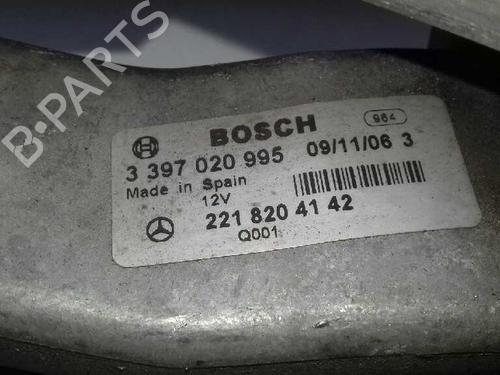 B-PARTS
964
BOSCH
3 397 020 995 09/11/06 3
Made in Spain
12V
221 820 41 42
Q001